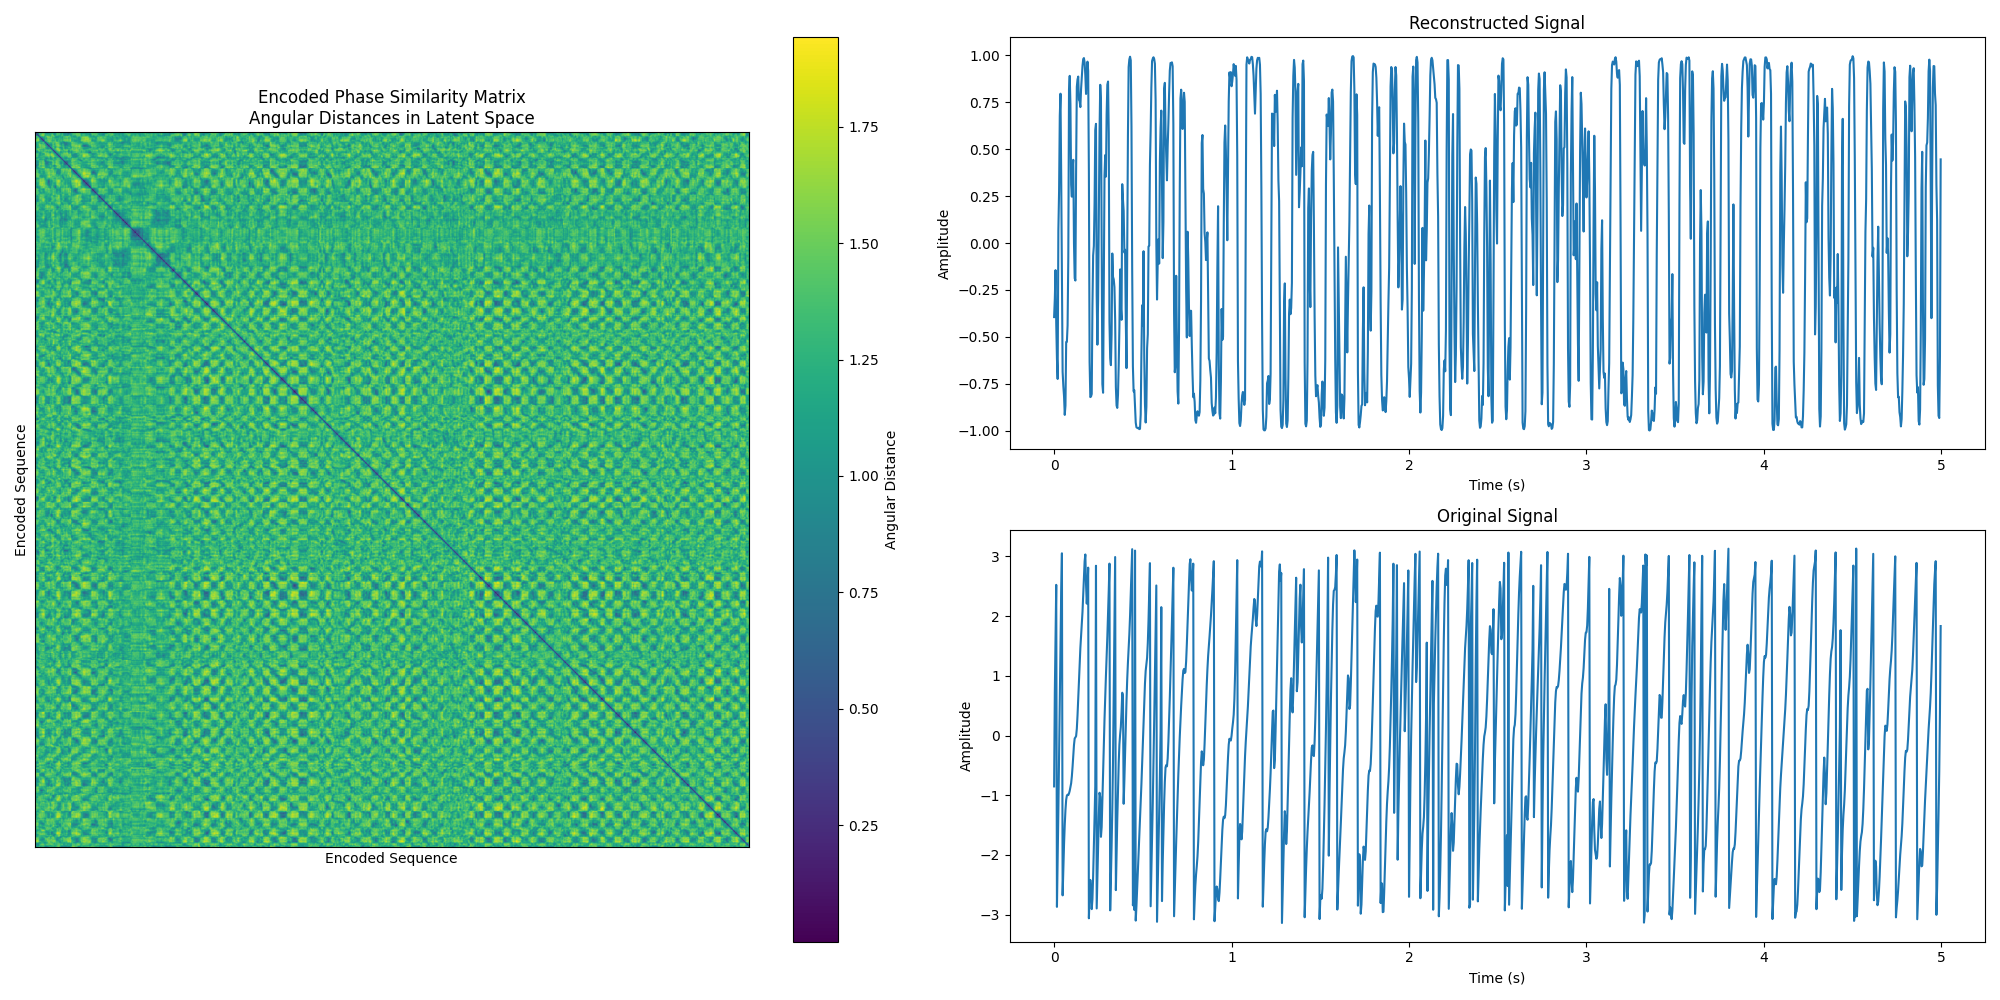 Encoded Phase Similarity Matrix
Angular Distances in Latent Space
Encoded Sequence
Encoded Sequence
1.75
1.50
1.25
1.00
0.75
0.50
0.25
Angular Distance
Reconstructed Signal
Amplitude
1.00
0.75
0.50
0.25
0.00
−0.25
−0.50
−0.75
−1.00
0 1 2 3 4 5
Time (s)
Original Signal
Amplitude
3
2
1
0
−1
−2
−3
0 1 2 3 4 5
Time (s)